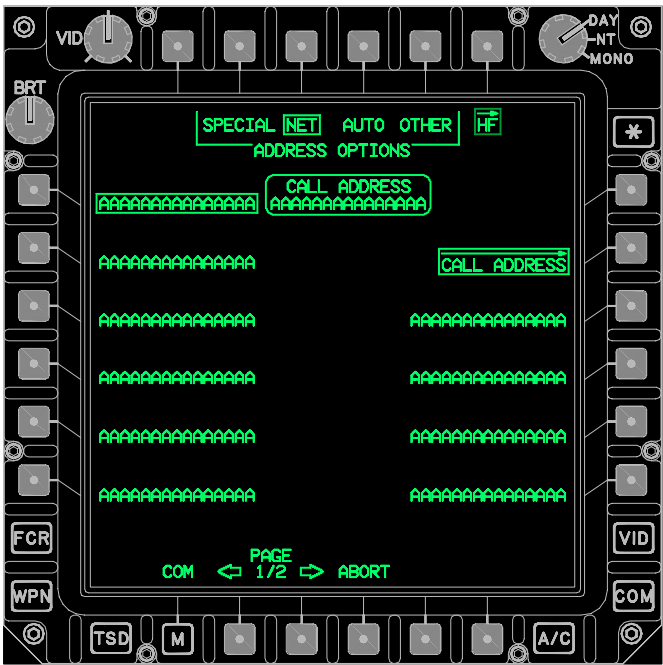 VID
DAY
NT
MONO
BRT
SPECIAL NET AUTO OTHER HF
ADDRESS OPTIONS
*
CALL ADDRESS
AAAAAAAAAAAAAAA AAAAAAAAAAAAAAA
AAAAAAAAAAAAAAA CALL ADDRESS
AAAAAAAAAAAAAAA AAAAAAAAAAAAAAA
AAAAAAAAAAAAAAA AAAAAAAAAAAAAAA
AAAAAAAAAAAAAAA AAAAAAAAAAAAAAA
AAAAAAAAAAAAAAA AAAAAAAAAAAAAAA
FCR VID
PAGE
COM 1/2 ABORT
WPN COM
TSD M A/C